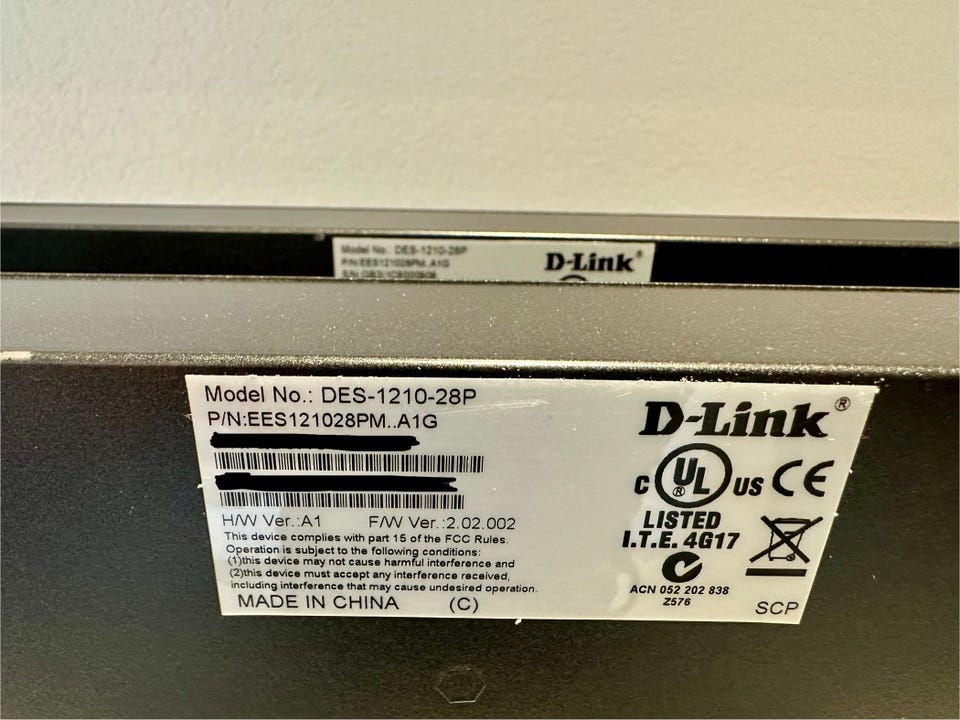 Model No.: DES-1210-28P
P/N:EES121028PM..A1G
D-Link®
Model No.: DES-1210-28P
P/N:EES121028PM..A1G
H/W Ver.:A1 F/W Ver.:2.02.002
This device complies with part 15 of the FCC Rules.
Operation is subject to the following conditions:
(1)this device may not cause harmful interference and
(2)this device must accept any interference received,
including interference that may cause undesired operation.
MADE IN CHINA (C)
D-Link®
C UL® US CE
LISTED
I.T.E. 4G17
ACN 052 202 838
Z576
SCP